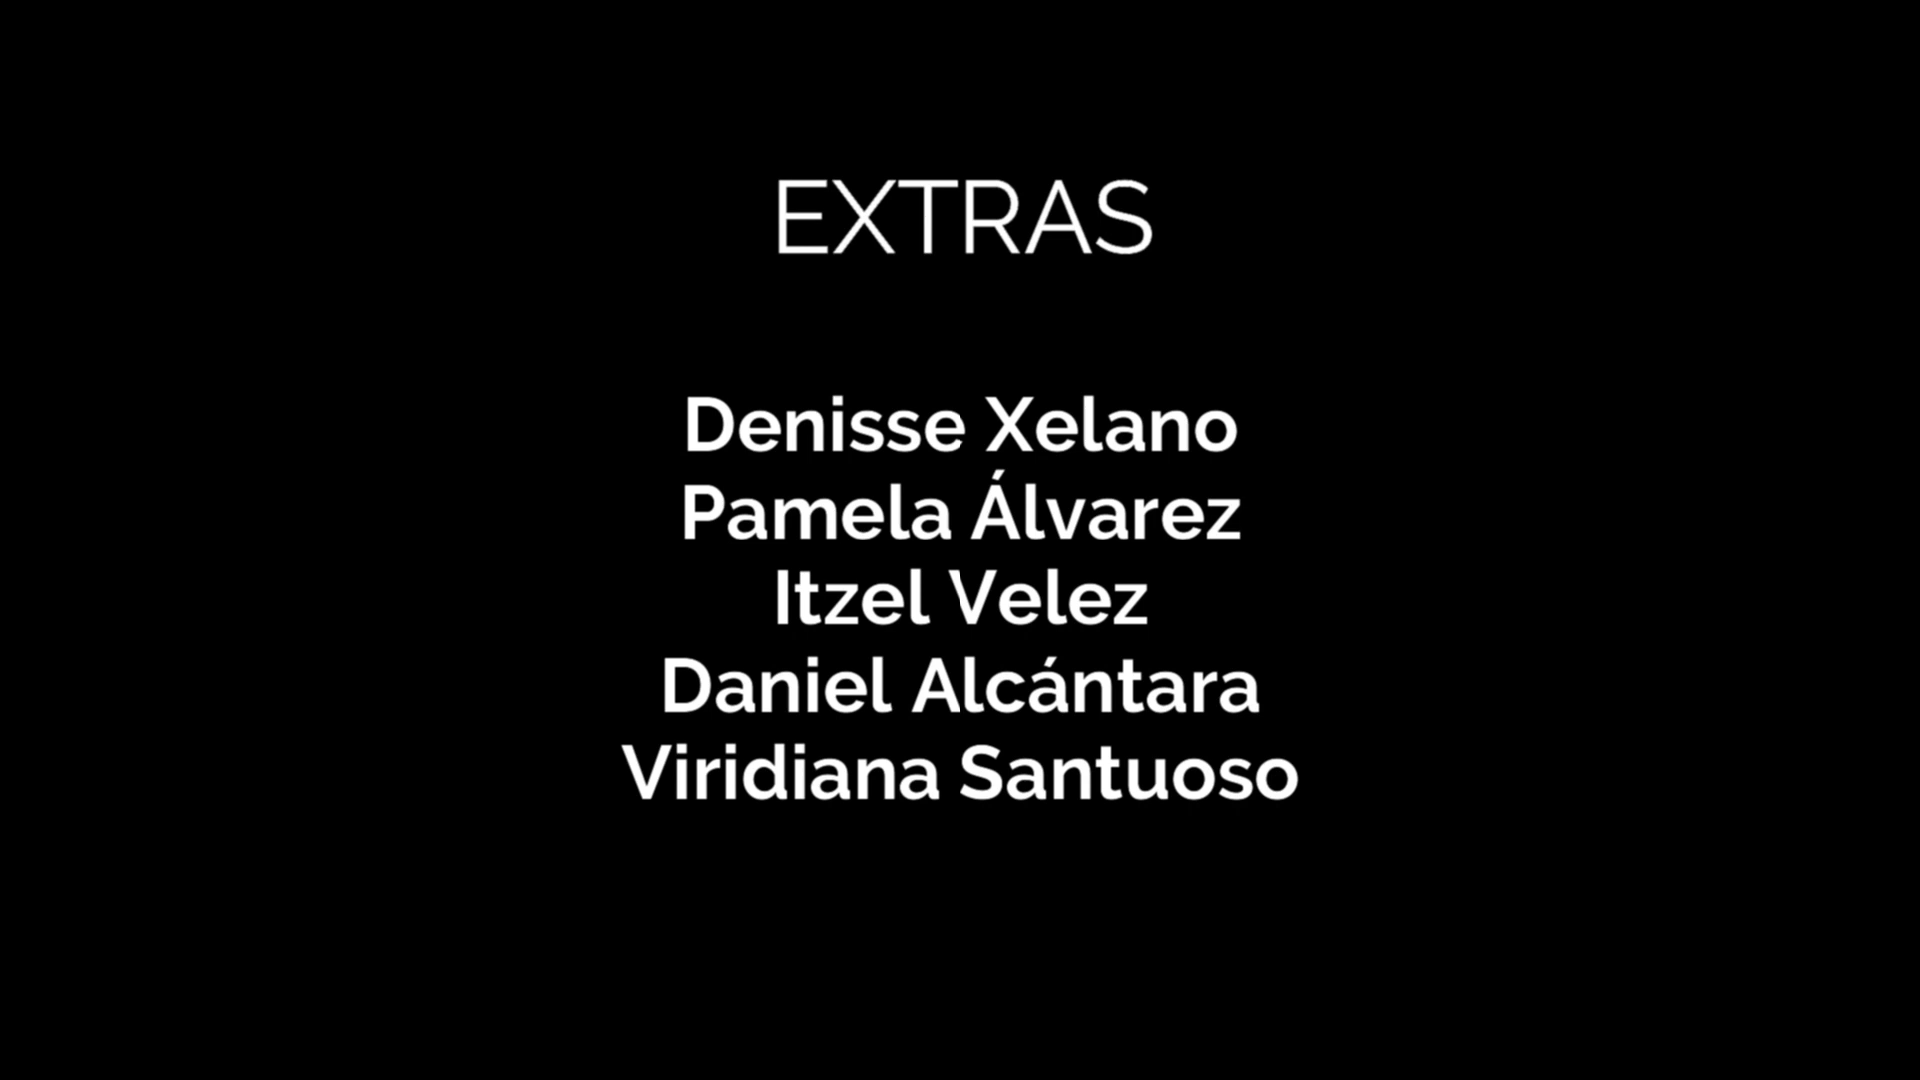 EXTRAS
Denisse Xelano
Pamela Álvarez
Itzel Velez
Daniel Alcántara
Viridiana Santuoso